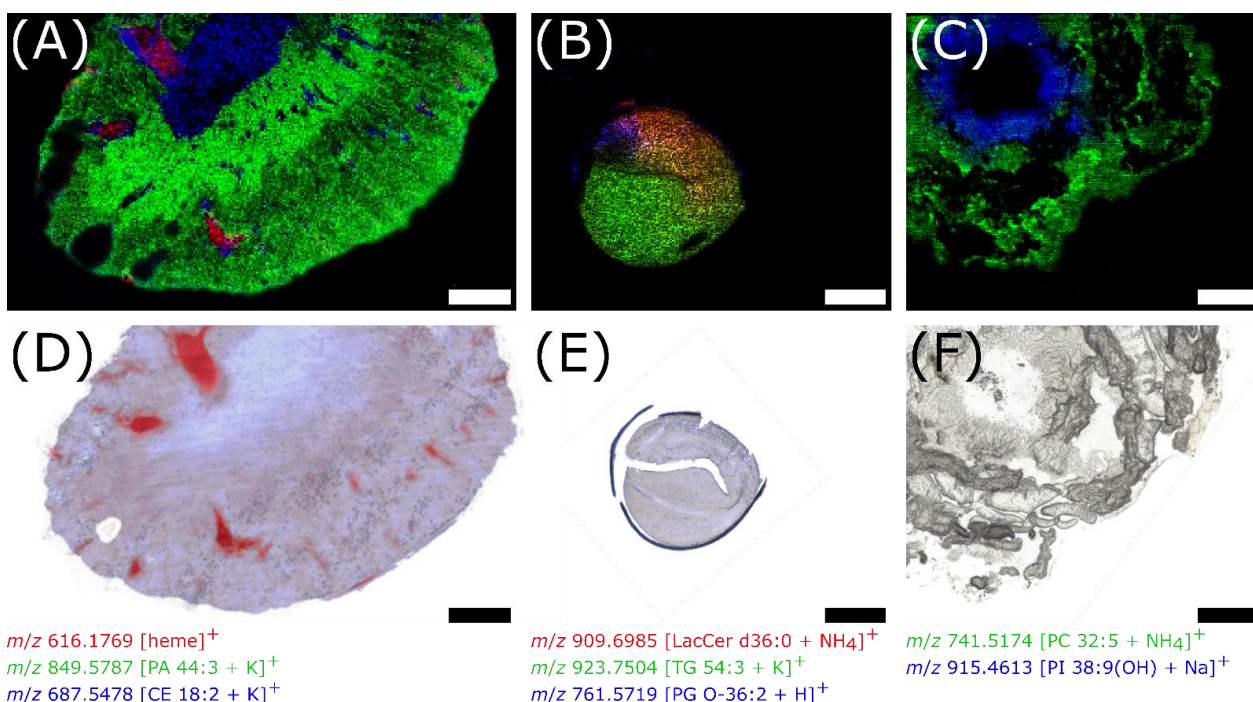 (A)
(B)
(C)
(D)
(E)
(F)
m/z 616.1769 [heme]⁺
m/z 849.5787 [PA 44:3 + K]⁺
m/z 687.5478 [CE 18:2 + K]⁺
m/z 909.6985 [LacCer d36:0 + NH₄]⁺
m/z 923.7504 [TG 54:3 + K]⁺
m/z 761.5719 [PG O-36:2 + H]⁺
m/z 741.5174 [PC 32:5 + NH₄]⁺
m/z 915.4613 [PI 38:9(OH) + Na]⁺